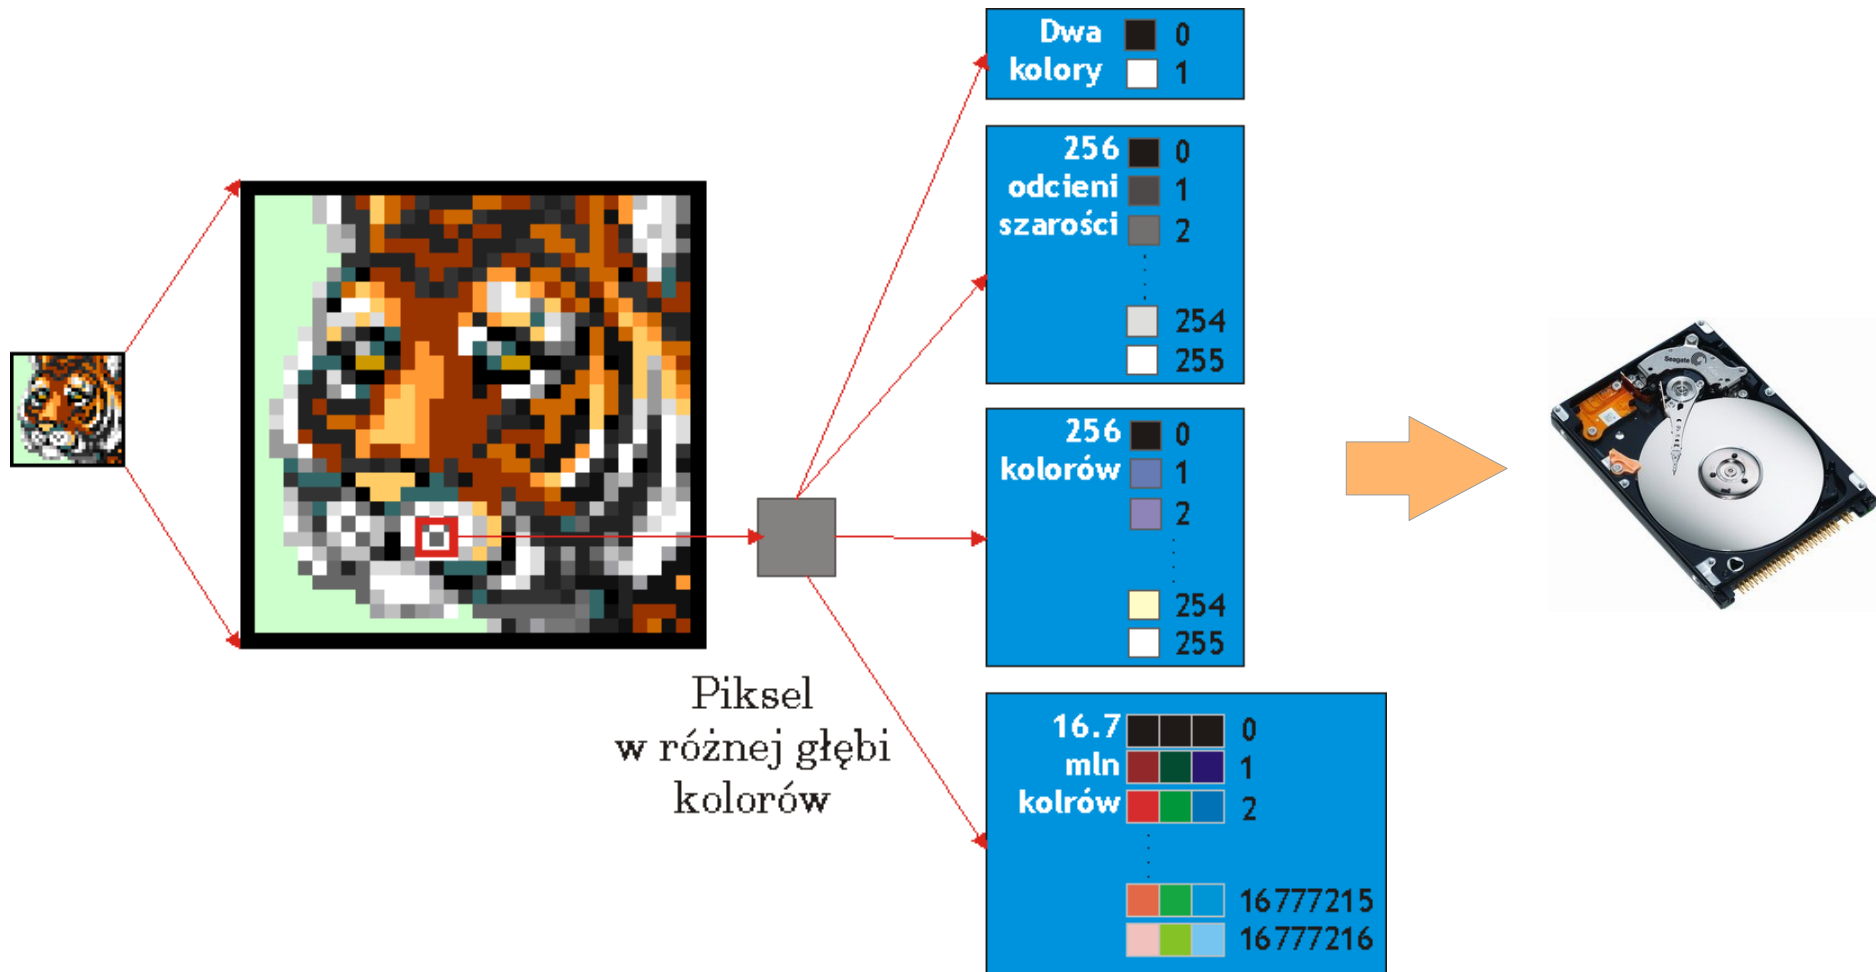 Dwa 0
kolory 1
256 0
odcieni 1
szarości 2
254
255
256 0
kolorów 1
2
254
255
Piksel
w różnej głębi
kolorów
16.7 0
mln 1
kolrów 2
16777215
16777216
Seagate